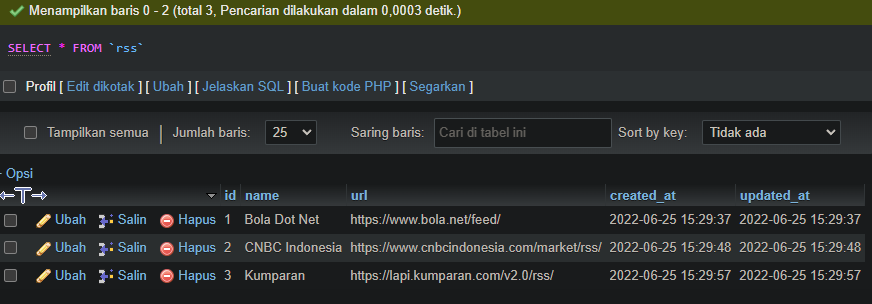 Menampilkan baris 0 - 2 (total 3, Pencarian dilakukan dalam 0,0003 detik.)
SELECT * FROM `rss`
Profil [ Edit dikotak ] [ Ubah ] [ Jelaskan SQL ] [ Buat kode PHP ] [ Segarkan ]
Tampilkan semua | Jumlah baris: 25 Saring baris: Cari di tabel ini Sort by key: Tidak ada
+ Opsi
←T→ id name url created_at updated_at
Ubah Salin Hapus 1 Bola Dot Net https://www.bola.net/feed/ 2022-06-25 15:29:37 2022-06-25 15:29:37
Ubah Salin Hapus 2 CNBC Indonesia https://www.cnbcindonesia.com/market/rss/ 2022-06-25 15:29:48 2022-06-25 15:29:48
Ubah Salin Hapus 3 Kumparan https://lapi.kumparan.com/v2.0/rss/ 2022-06-25 15:29:57 2022-06-25 15:29:57